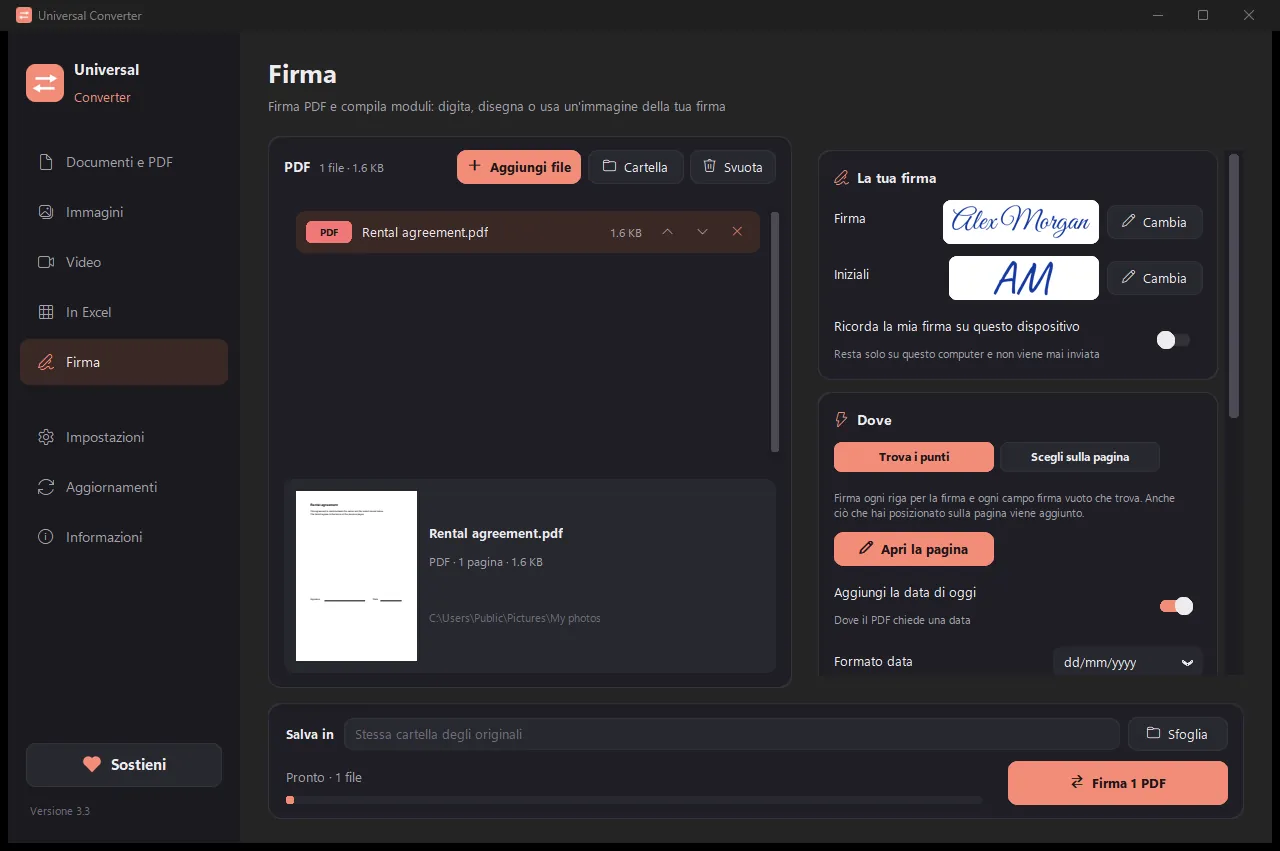 Universal Converter
Universal
Converter
Documenti e PDF
Immagini
Video
In Excel
Firma
Impostazioni
Aggiornamenti
Informazioni
Sostieni
Versione 3.3
Firma
Firma PDF e compila moduli: digita, disegna o usa un'immagine della tua firma
PDF 1 file · 1.6 KB
Aggiungi file
Cartella
Svuota
PDF Rental agreement.pdf 1.6 KB
Rental agreement
Rental agreement.pdf
PDF · 1 pagina · 1.6 KB
C:\Users\Public\Pictures\My photos
La tua firma
Firma Alex Morgan Cambia
Iniziali AM Cambia
Ricorda la mia firma su questo dispositivo
Resta solo su questo computer e non viene mai inviata
Dove
Trova i punti Scegli sulla pagina
Firma ogni riga per la firma e ogni campo firma vuoto che trova. Anche
ciò che hai posizionato sulla pagina viene aggiunto.
Apri la pagina
Aggiungi la data di oggi
Dove il PDF chiede una data
Formato data dd/mm/yyyy
Salva in Stessa cartella degli originali Sfoglia
Pronto · 1 file
Firma 1 PDF